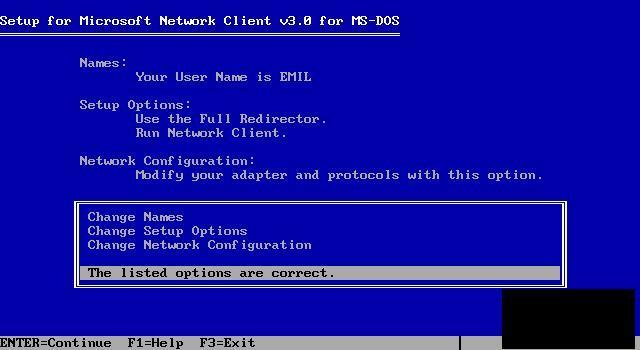 Setup for Microsoft Network Client v3.0 for MS-DOS
Names:
Your User Name is EMIL
Setup Options:
Use the Full Redirector.
Run Network Client.
Network Configuration:
Modify your adapter and protocols with this option.
Change Names
Change Setup Options
Change Network Configuration
The listed options are correct.
ENTER=Continue  F1=Help  F3=Exit